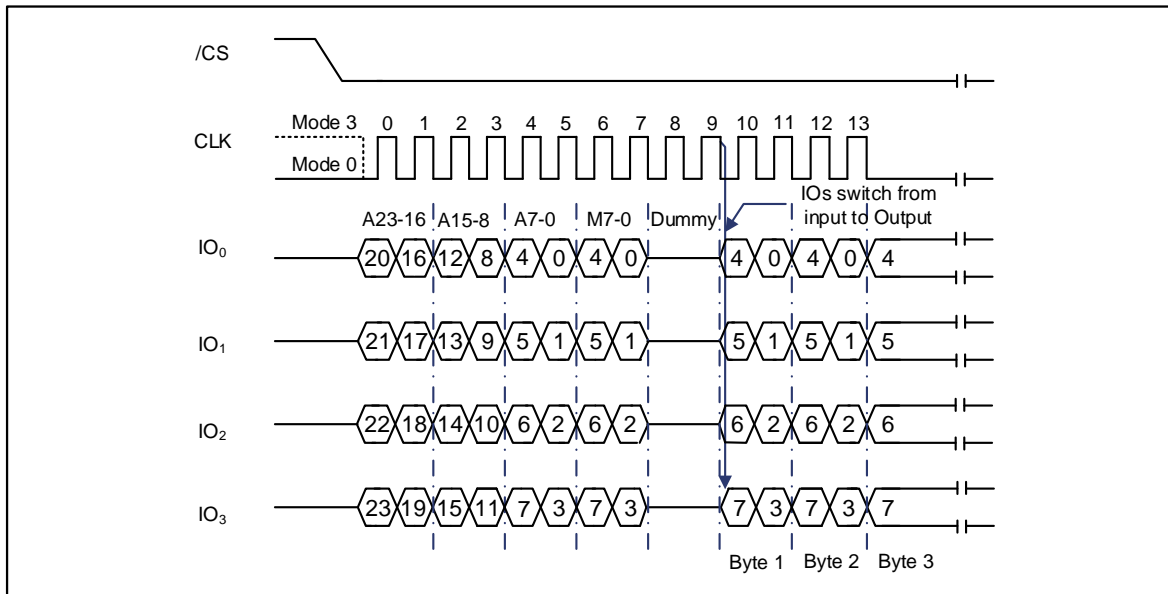 /CS
Mode 3 0 1 2 3 4 5 6 7 8 9 10 11 12 13
CLK
Mode 0
IOs switch from
input to Output
A23-16 A15-8 A7-0 M7-0 Dummy
IO₀ 20 16 12 8 4 0 4 0 4 0 4 0 4
IO₁ 21 17 13 9 5 1 5 1 5 1 5 1 5
IO₂ 22 18 14 10 6 2 6 2 6 2 6 2 6
IO₃ 23 19 15 11 7 3 7 3 7 3 7 3 7
Byte 1 Byte 2 Byte 3